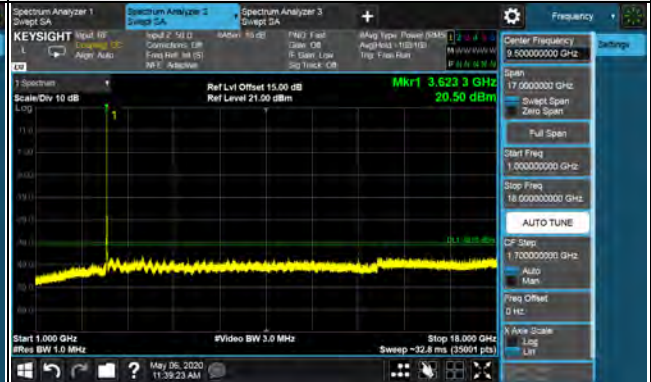 Spectrum Analyzer 1
Swept SA
Spectrum Analyzer 2
Swept SA
Spectrum Analyzer 3
Swept SA
+
Frequency
KEYSIGHT
Input: RF
Coupling: DC
Align: Auto
Input Z: 50 Ω
Corrections: Off
Freq Ref: Int (S)
NFE: Adaptive
#Atten: 10 dB
PNO: Fast
Gate: Off
IF Gain: Low
Sig Track: Off
#Avg Type: Power (RMS)
Trig: Free Run
Center Frequency
9.500000000 GHz
Settings
Span
17.0000000 GHz
Swept Span
Zero Span
Full Span
Start Freq
1.000000000 GHz
Stop Freq
18.000000000 GHz
AUTO TUNE
CF Step
1.700000000 GHz
Auto
Man
Freq Offset
0 Hz
X Axis Scale
Log
Lin
1 Spectrum
Scale/Div 10 dB
Log
Ref Lvl Offset 15.00 dB
Ref Level 21.00 dBm
Mkr1 3.623 3 GHz
20.50 dBm
1
11.0
Start 1.000 GHz
#Res BW 1.0 MHz
#Video BW 3.0 MHz
Stop 18.000 GHz
Sweep ~32.8 ms (35001 pts)
?
May 06, 2020
11:39:23 AM